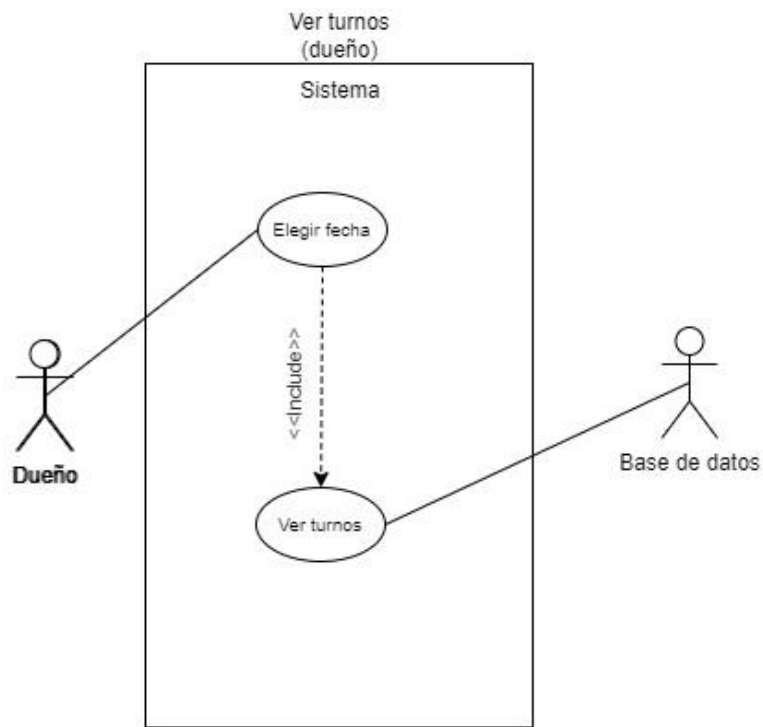 Ver turnos
(dueño)
Sistema
Elegir fecha
<<Include>>
Dueño
Base de datos
Ver turnos